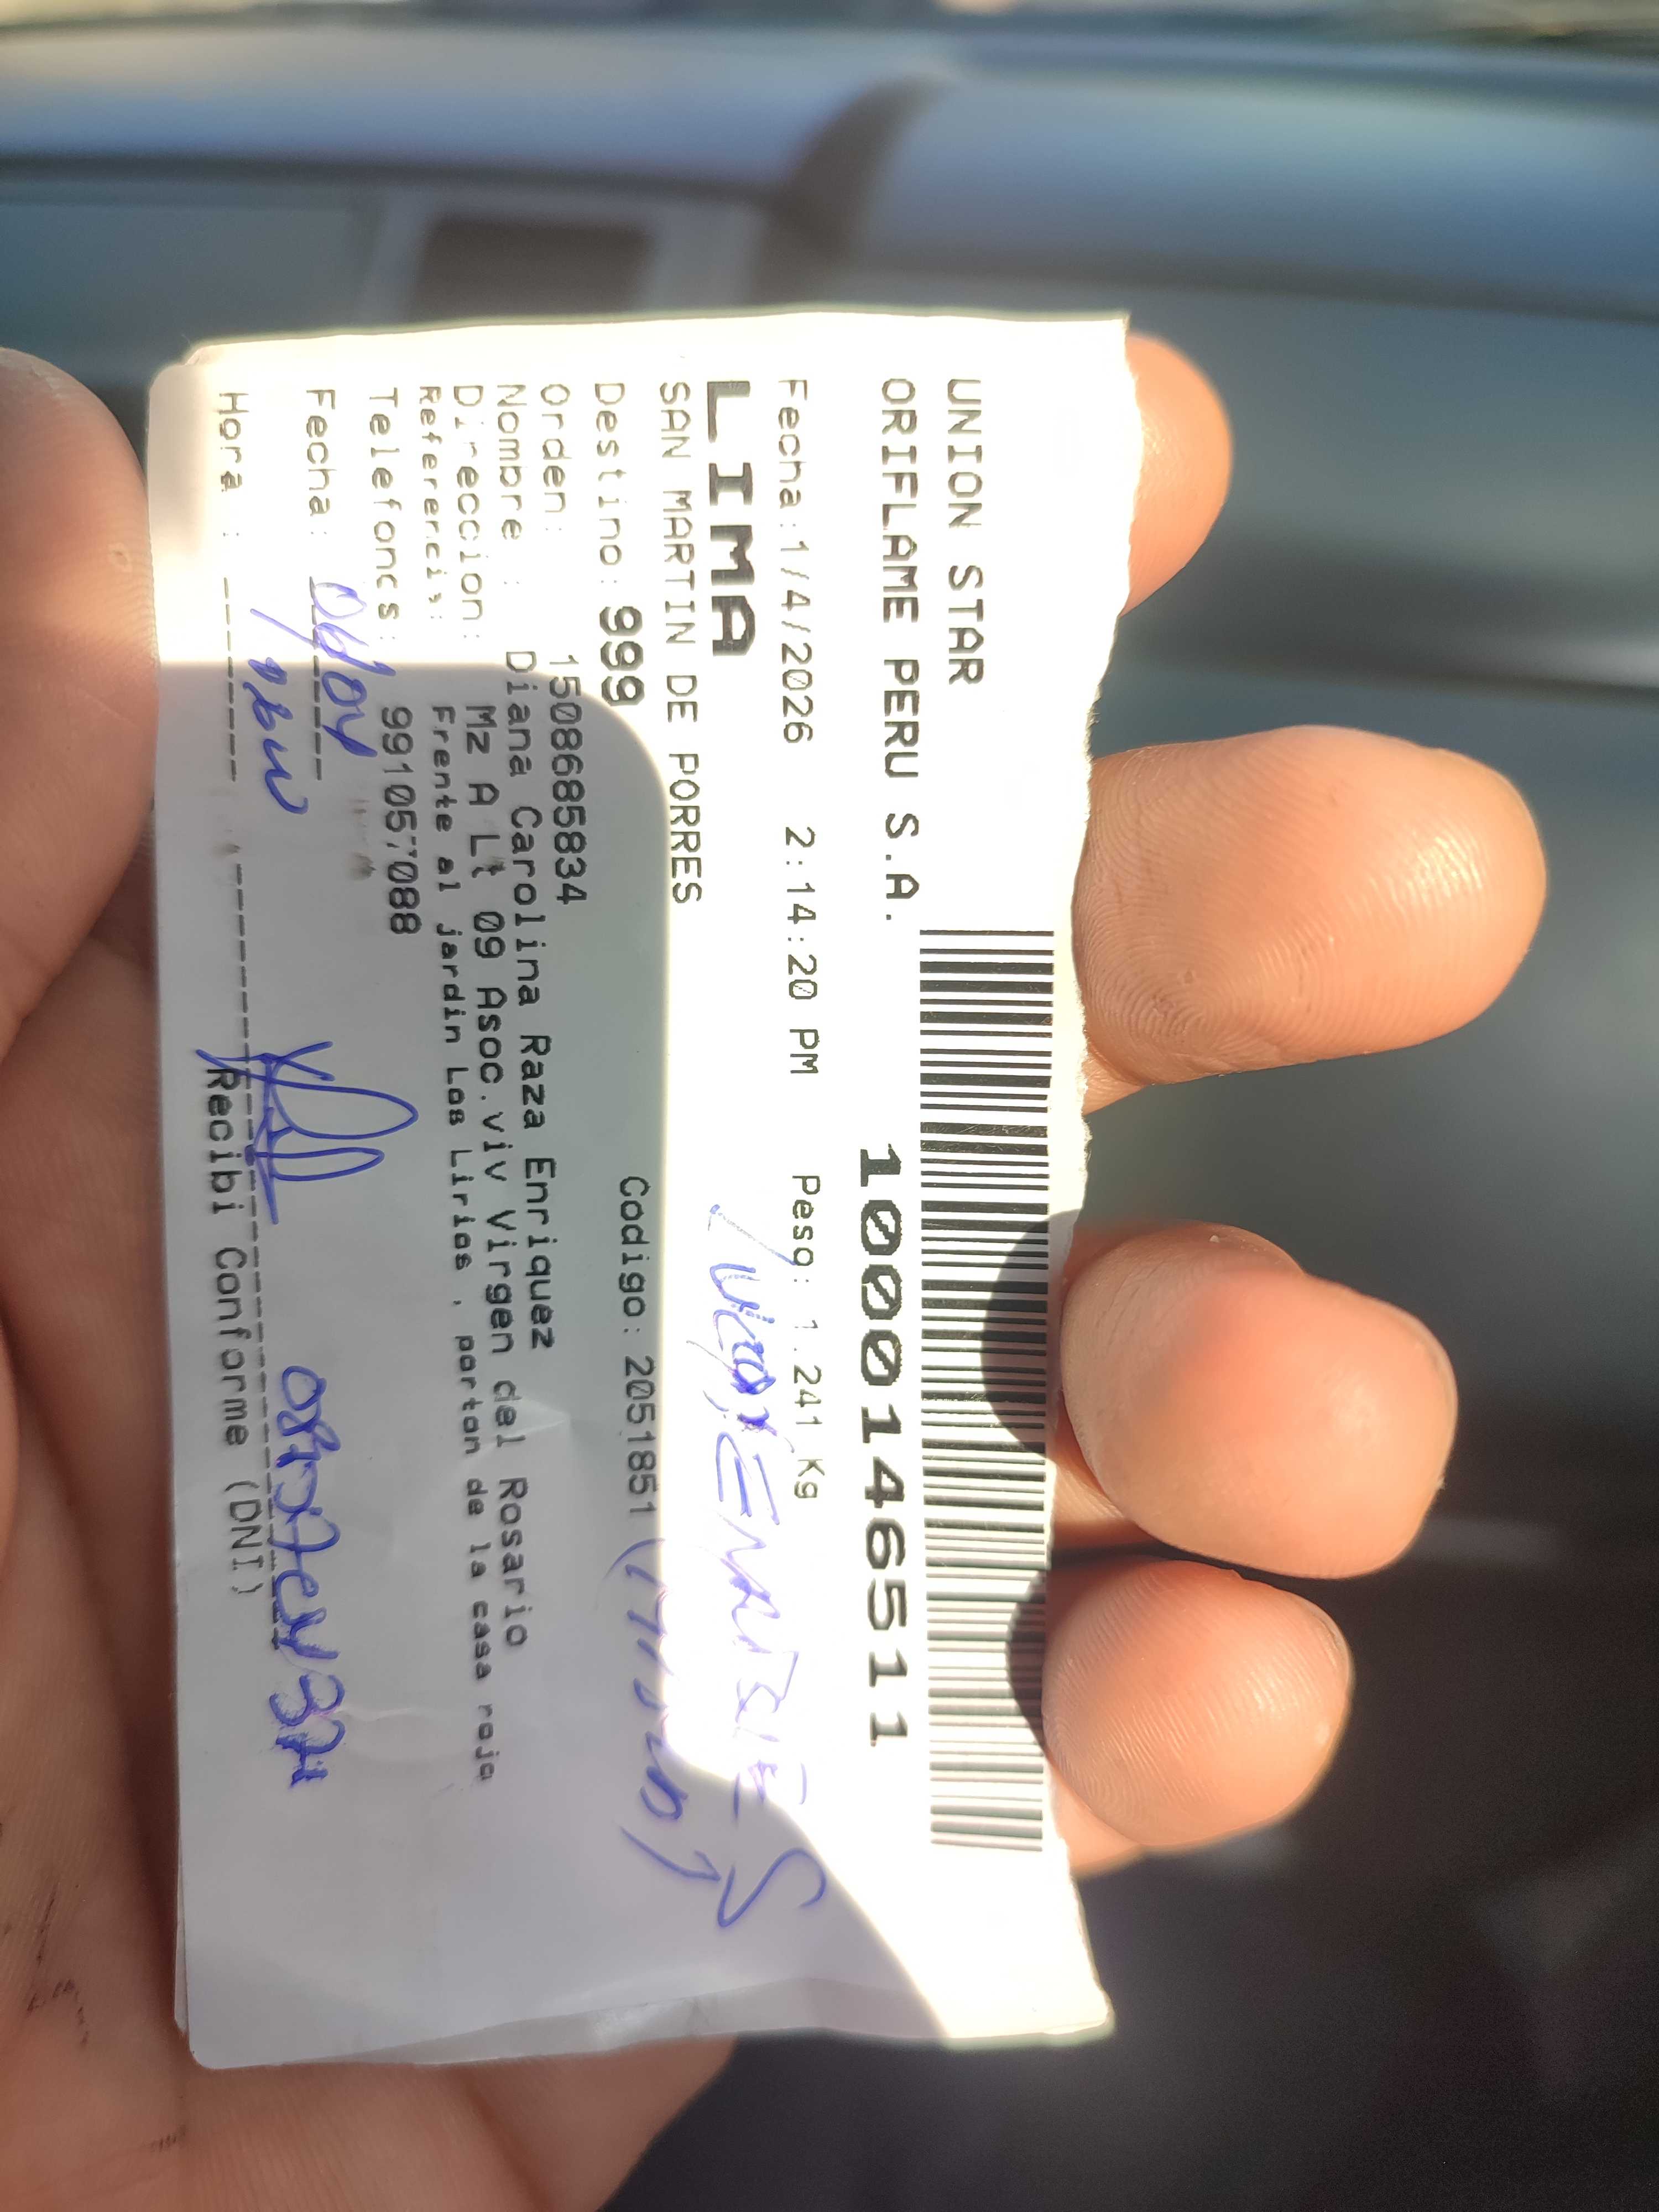 UNION STAR
ORIFLAME PERU S.A.
1000146511
Fecha:1/4/2026 2:14:20 PM Peso: 1.241 Kg
LIMA
SAN MARTIN DE PORRES
Destino: 999 Codigo: 2051851
Orden: 1508685834
Nombre : Diana Carolina Raza Enriquez
Direccion: Mz A Lt 09 Asoc.viv Virgen del Rosario
Referencia: Frente al jardin Los Lirios , porton de la casa roja
Telefonos: 991057088
Fecha: 06/04
Hora :
Recibi Conforme (DNI)